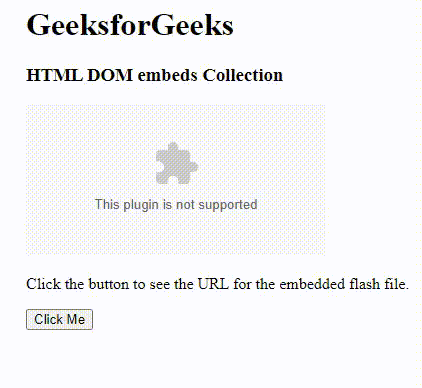 GeeksforGeeks
HTML DOM embeds Collection
This plugin is not supported
Click the button to see the URL for the embedded flash file.
Click Me